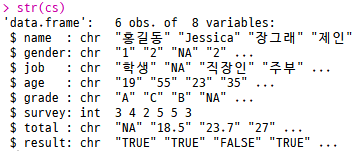 > str(cs)
'data.frame':   6 obs. of  8 variables:
 $ name  : chr  "홍길동" "Jessica" "장그래" "제인" ...
 $ gender: chr  "1" "2" "NA" "2" ...
 $ job   : chr  "학생" "NA" "직장인" "주부" ...
 $ age   : chr  "19" "55" "23" "35" ...
 $ grade : chr  "A" "C" "B" "NA" ...
 $ survey: int  3 4 2 5 5 3
 $ total : chr  "NA" "18.5" "23.7" "27" ...
 $ result: chr  "TRUE" "TRUE" "FALSE" "TRUE" ...